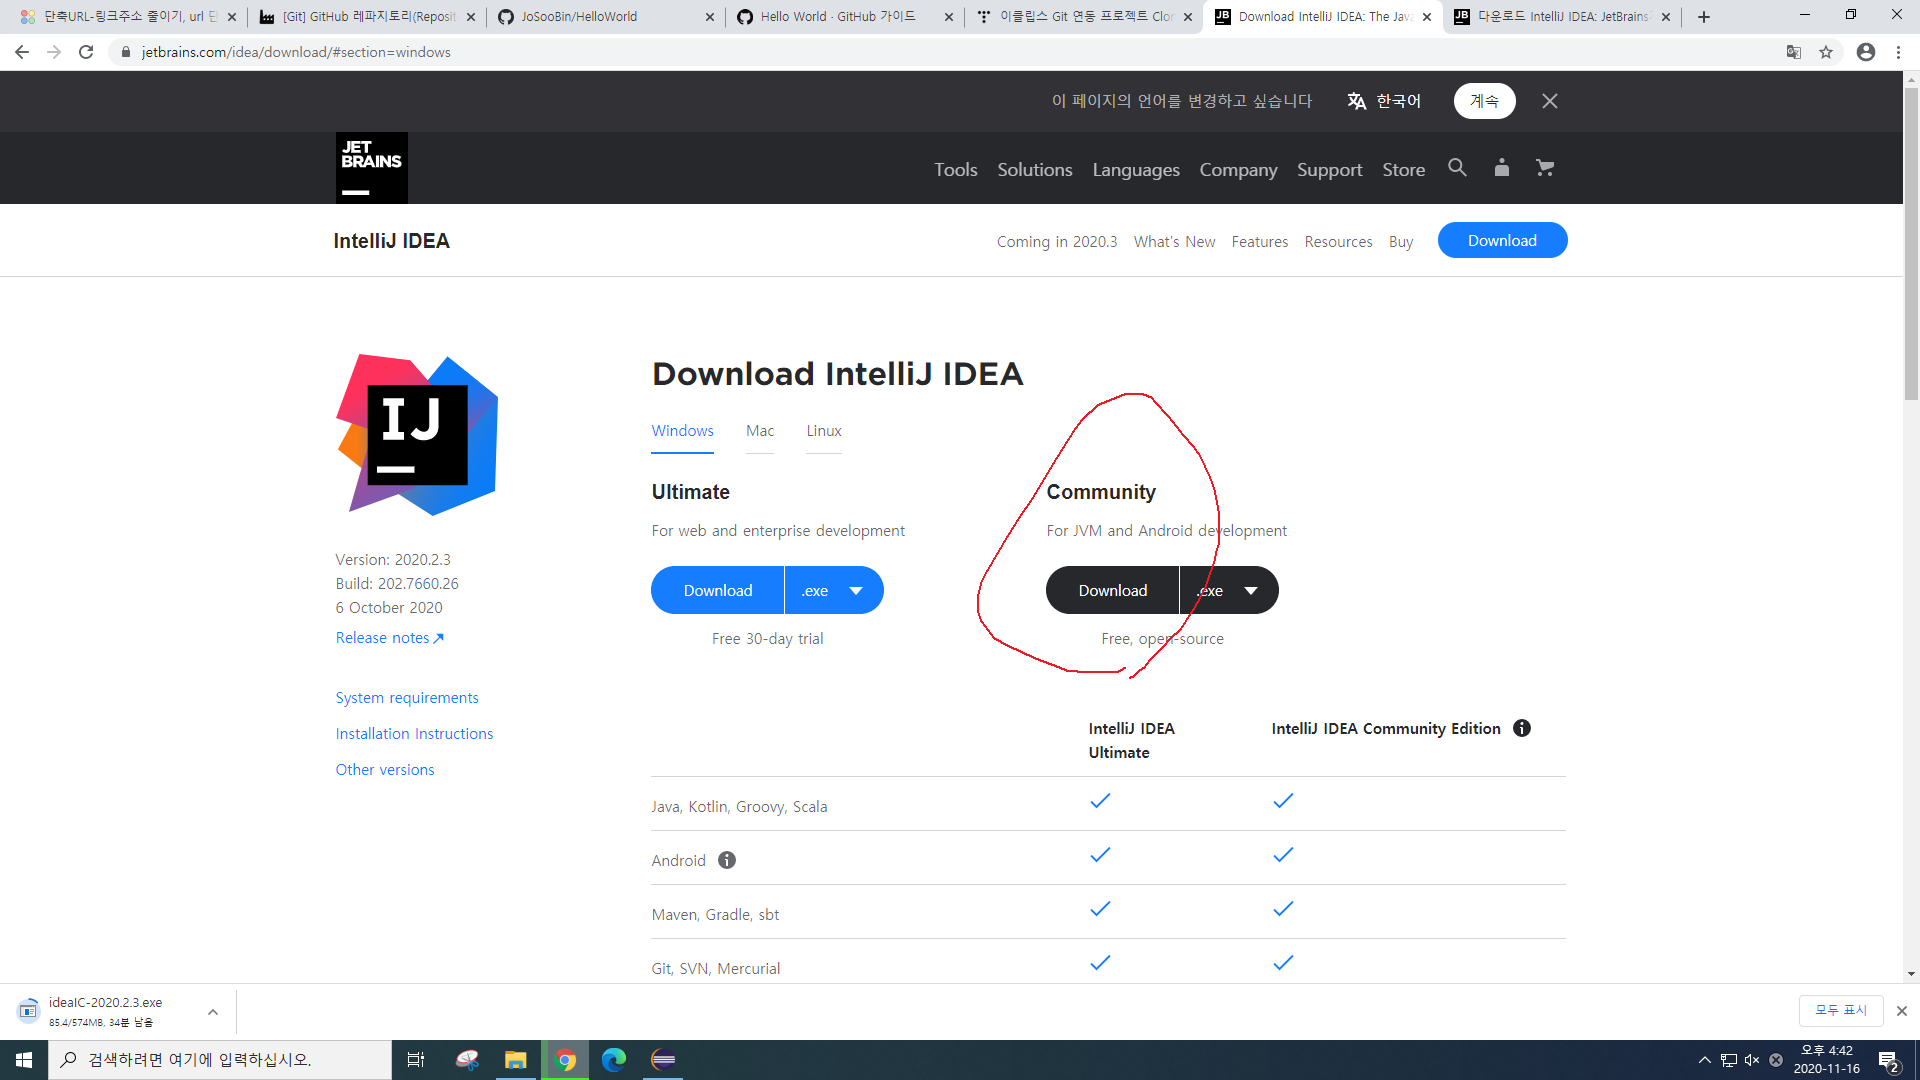 단축URL-링크주소 줄이기, url 단
[Git] GitHub 레파지토리(Reposit
JoSooBin/HelloWorld
Hello World · GitHub 가이드
이클립스 Git 연동 프로젝트 Clon
Download IntelliJ IDEA: The Jav
다운로드 IntelliJ IDEA: JetBrains
jetbrains.com/idea/download/#section=windows
이 페이지의 언어를 변경하고 싶습니다
한국어
계속
JET
BRAINS
Tools Solutions Languages Company Support Store
IntelliJ IDEA
Coming in 2020.3 What's New Features Resources Buy Download
IJ
Download IntelliJ IDEA
Windows Mac Linux
Ultimate
For web and enterprise development
Download .exe
Free 30-day trial
Community
For JVM and Android development
Download .exe
Free, open-source
Version: 2020.2.3
Build: 202.7660.26
6 October 2020
Release notes
System requirements
Installation Instructions
Other versions
IntelliJ IDEA
Ultimate
IntelliJ IDEA Community Edition
Java, Kotlin, Groovy, Scala
Android
Maven, Gradle, sbt
Git, SVN, Mercurial
ideaIC-2020.2.3.exe
85.4/574MB, 34분 남음
모두 표시
검색하려면 여기에 입력하십시오.
오후 4:42
2020-11-16
2